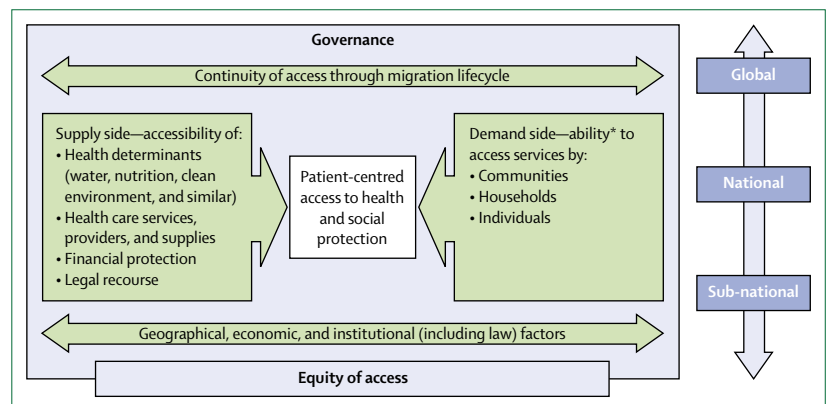 Governance
Continuity of access through migration lifecycle
Supply side—accessibility of:
• Health determinants
(water, nutrition, clean
environment, and similar)
• Health care services,
providers, and supplies
• Financial protection
• Legal recourse
Patient-centred
access to health
and social
protection
Demand side—ability* to
access services by:
• Communities
• Households
• Individuals
Geographical, economic, and institutional (including law) factors
Equity of access
Global
National
Sub-national